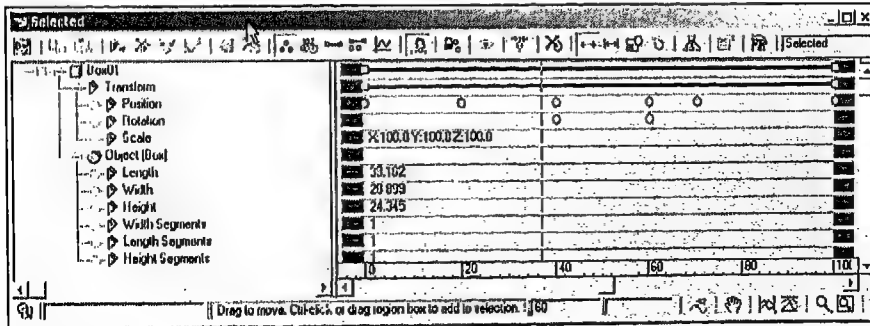 Selected
Selected
Box01
Transform
Position
Rotation
Scale X:100.0 Y:100.0 Z:100.0
Object (Box)
Length 33.102
Width 20.899
Height 24.345
Width Segments 1
Length Segments 1
Height Segments
0 20 40 60 80 100
Drag to move. Ctrl-click or drag region box to add to selection. 60